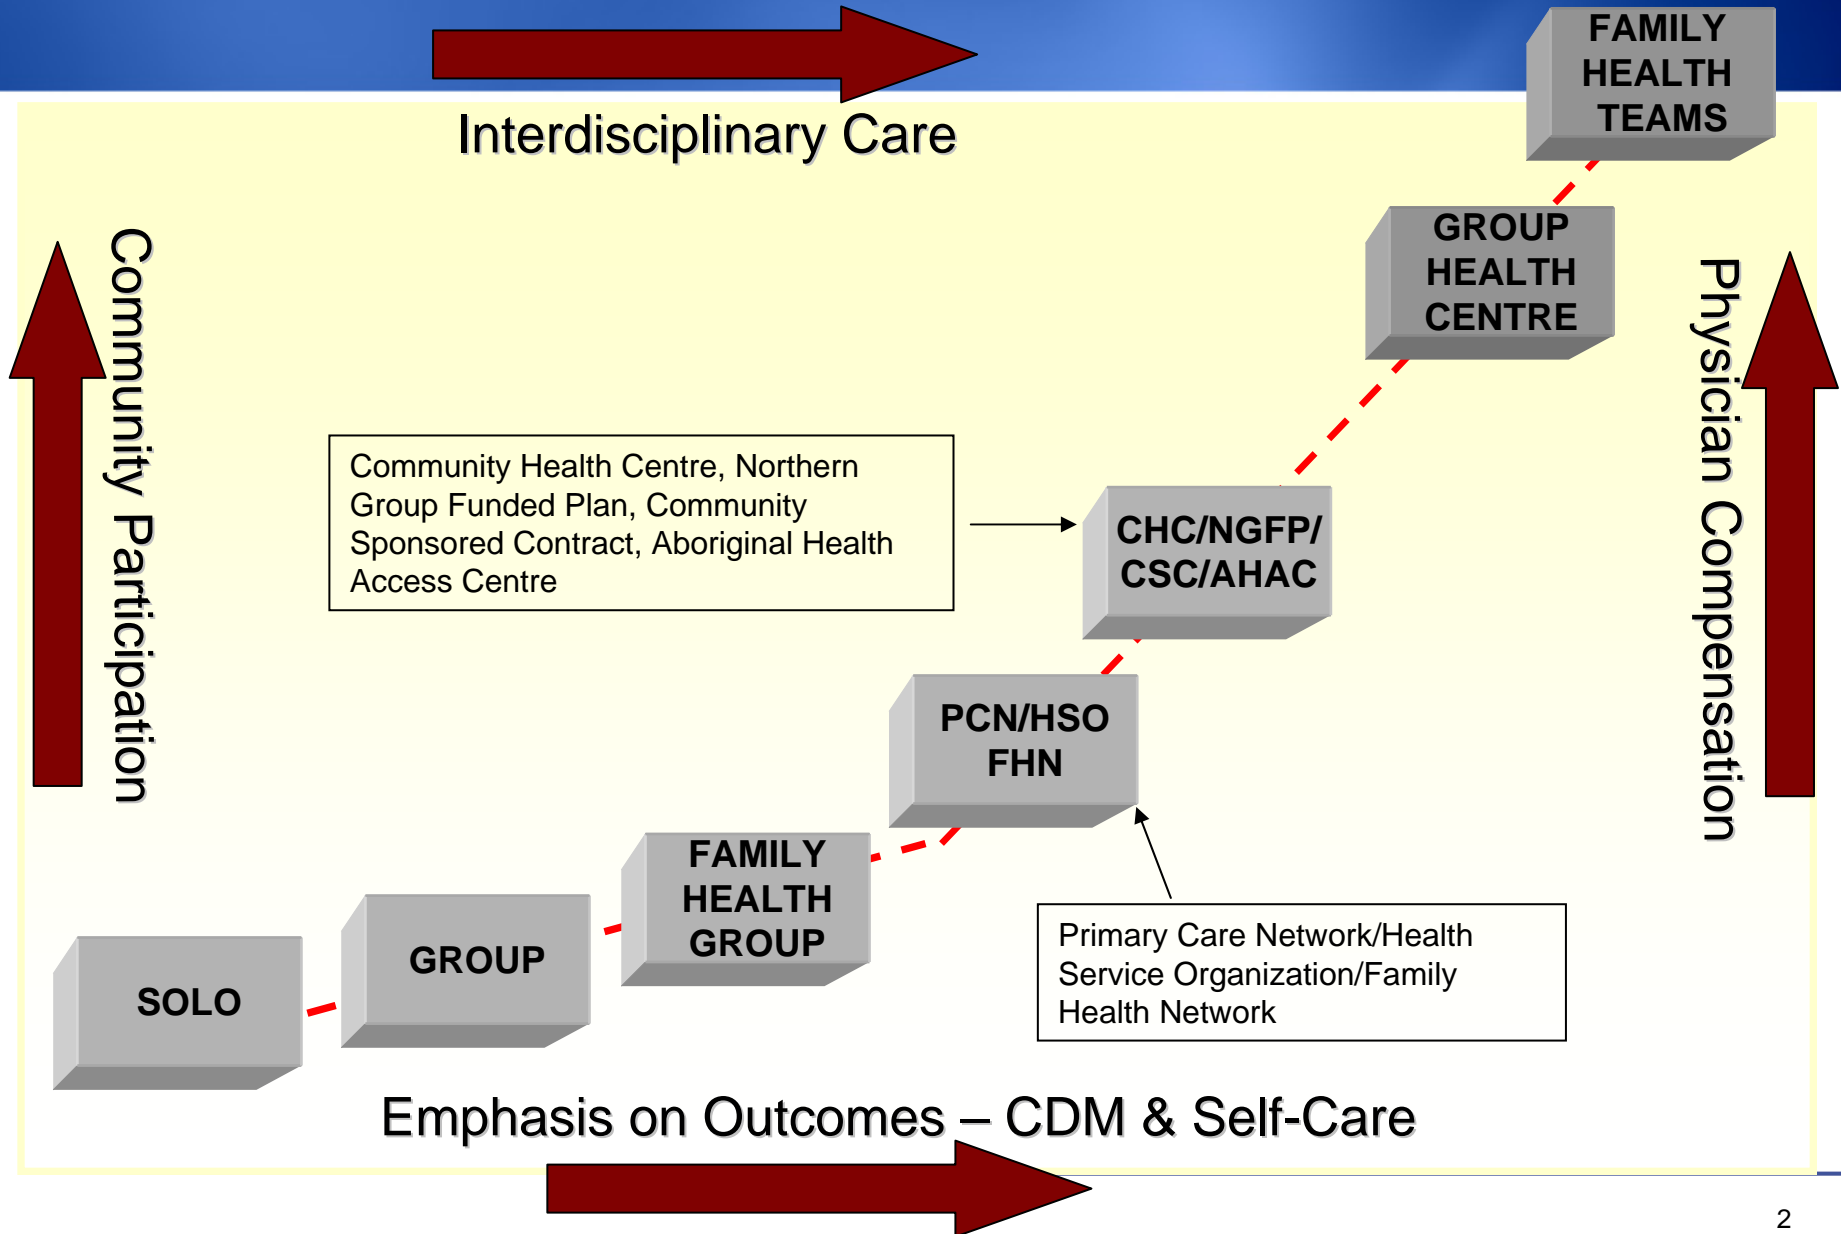 FAMILY
HEALTH
TEAMS
Interdisciplinary Care
GROUP
HEALTH
CENTRE
Community Participation
Physician Compensation
Community Health Centre, Northern
Group Funded Plan, Community
Sponsored Contract, Aboriginal Health
Access Centre
CHC/NGFP/
CSC/AHAC
PCN/HSO
FHN
FAMILY
HEALTH
GROUP
GROUP
SOLO
Primary Care Network/Health
Service Organization/Family
Health Network
Emphasis on Outcomes – CDM & Self-Care
2